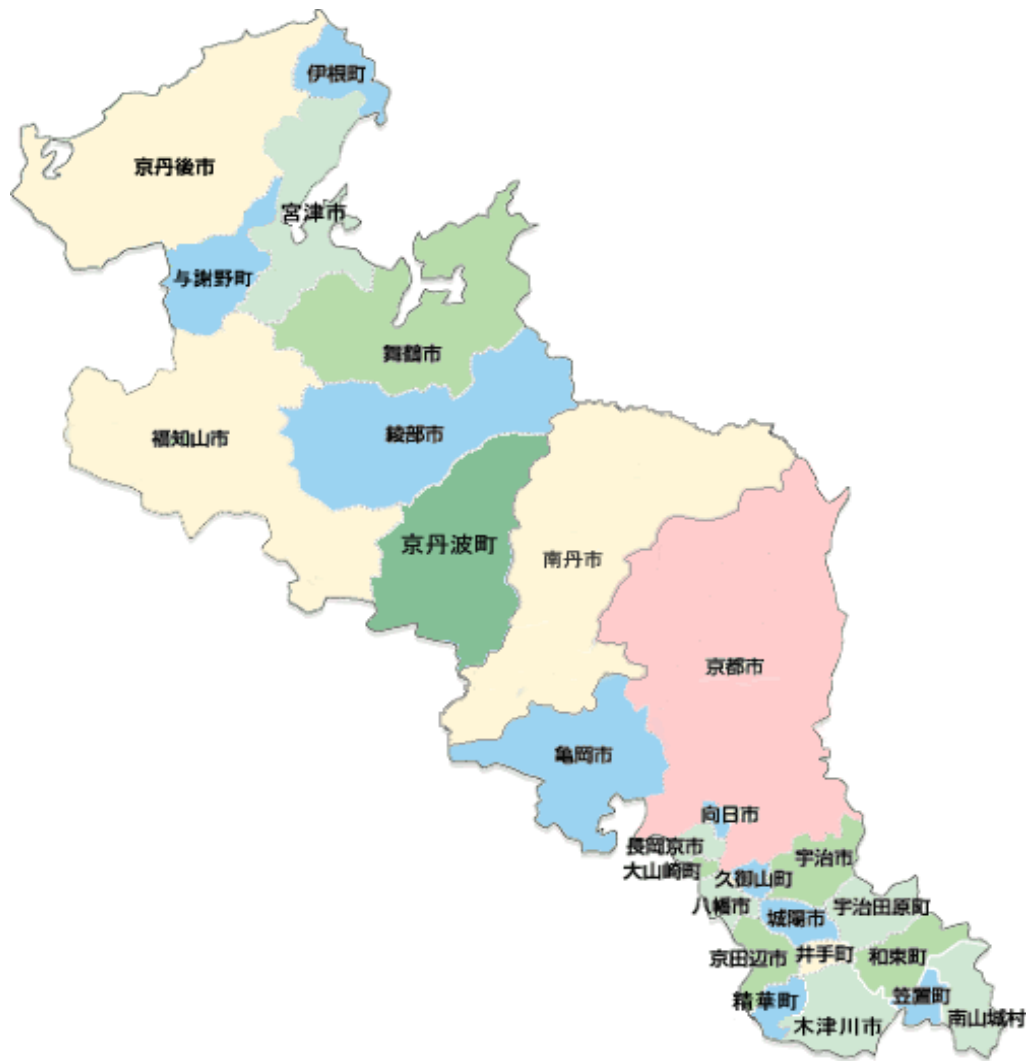 伊根町
京丹後市
宮津市
与謝野町
舞鶴市
福知山市
綾部市
京丹波町
南丹市
京都市
亀岡市
向日市
長岡京市
宇治市
大山崎町
久御山町
八幡市
宇治田原町
城陽市
京田辺市
井手町
和束町
精華町
笠置町
木津川市
南山城村